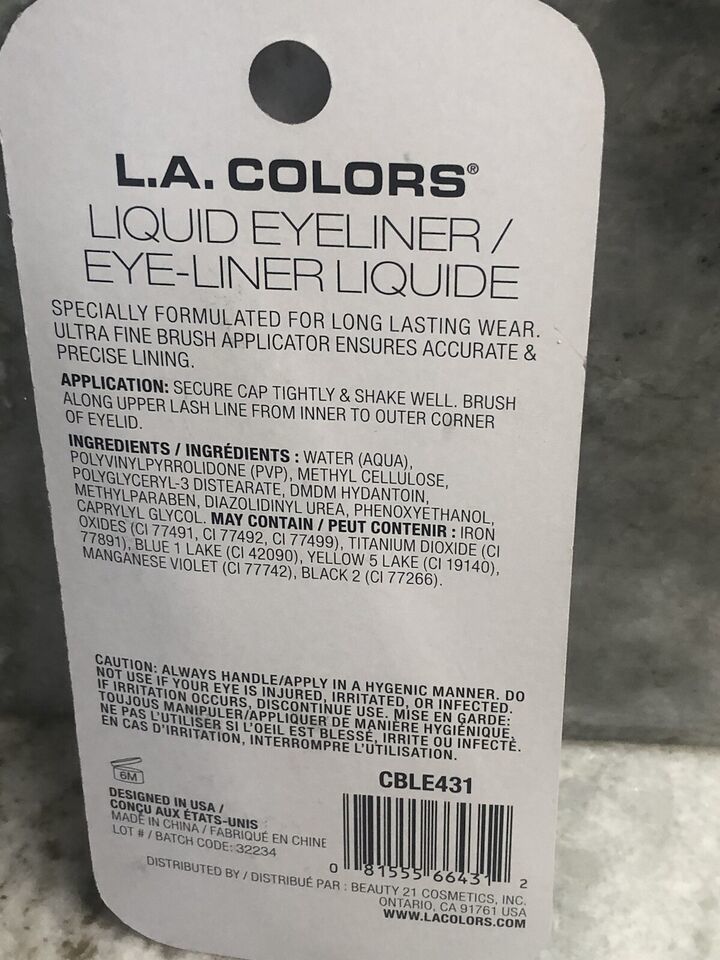 L.A. COLORS®
LIQUID EYELINER /
EYE-LINER LIQUIDE
SPECIALLY FORMULATED FOR LONG LASTING WEAR.
ULTRA FINE BRUSH APPLICATOR ENSURES ACCURATE &
PRECISE LINING.
APPLICATION: SECURE CAP TIGHTLY & SHAKE WELL. BRUSH
ALONG UPPER LASH LINE FROM INNER TO OUTER CORNER
OF EYELID.
INGREDIENTS / INGRÉDIENTS : WATER (AQUA),
POLYVINYLPYRROLIDONE (PVP), METHYL CELLULOSE,
POLYGLYCERYL-3 DISTEARATE, DMDM HYDANTOIN,
METHYLPARABEN, DIAZOLIDINYL UREA, PHENOXYETHANOL,
CAPRYLYL GLYCOL. MAY CONTAIN / PEUT CONTENIR : IRON
OXIDES (CI 77491, CI 77492, CI 77499), TITANIUM DIOXIDE (CI
77891), BLUE 1 LAKE (CI 42090), YELLOW 5 LAKE (CI 19140),
MANGANESE VIOLET (CI 77742), BLACK 2 (CI 77266).
CAUTION: ALWAYS HANDLE/APPLY IN A HYGENIC MANNER. DO
NOT USE IF YOUR EYE IS INJURED, IRRITATED, OR INFECTED.
IF IRRITATION OCCURS, DISCONTINUE USE. MISE EN GARDE:
TOUJOUS MANIPULER/APPLIQUER DE MANIÈRE HYGIÉNIQUE.
NE PAS L'UTILISER SI L'OEIL EST BLESSÉ, IRRITE OU INFECTÉ.
EN CAS D'IRRITATION, INTERROMPRE L'UTILISATION.
6M
CBLE431
DESIGNED IN USA /
CONÇU AUX ÉTATS-UNIS
MADE IN CHINA / FABRIQUÉ EN CHINE
LOT # / BATCH CODE: 32234
0 81555 66431 2
DISTRIBUTED BY / DISTRIBUÉ PAR : BEAUTY 21 COSMETICS, INC.
ONTARIO, CA 91761 USA
WWW.LACOLORS.COM